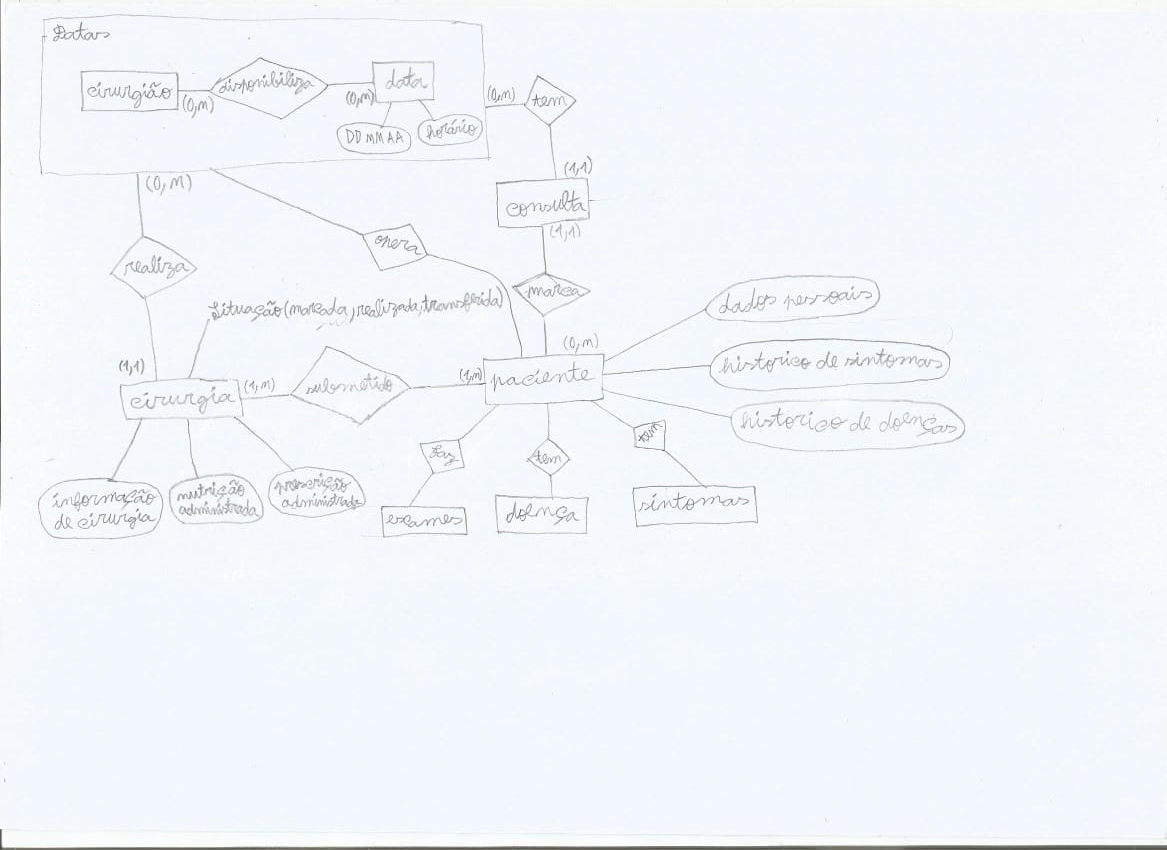 Datas
cirurgião
(0,m)
disponibiliza
(0,m)
data
DD MM AA
horário
(0,m)
tem
(1,1)
consulta
(1,1)
marca
(0,m)
(0,m)
realiza
(1,1)
opera
Situação (marcada, realizada, transferida)
cirurgia
(1,m)
submetido
(1,m)
paciente
dados pessoais
historico de sintomas
historico de doenças
informação
de cirurgia
nutrição
administrada
prescrição
administrada
faz
exames
tem
doença
tem
sintomas